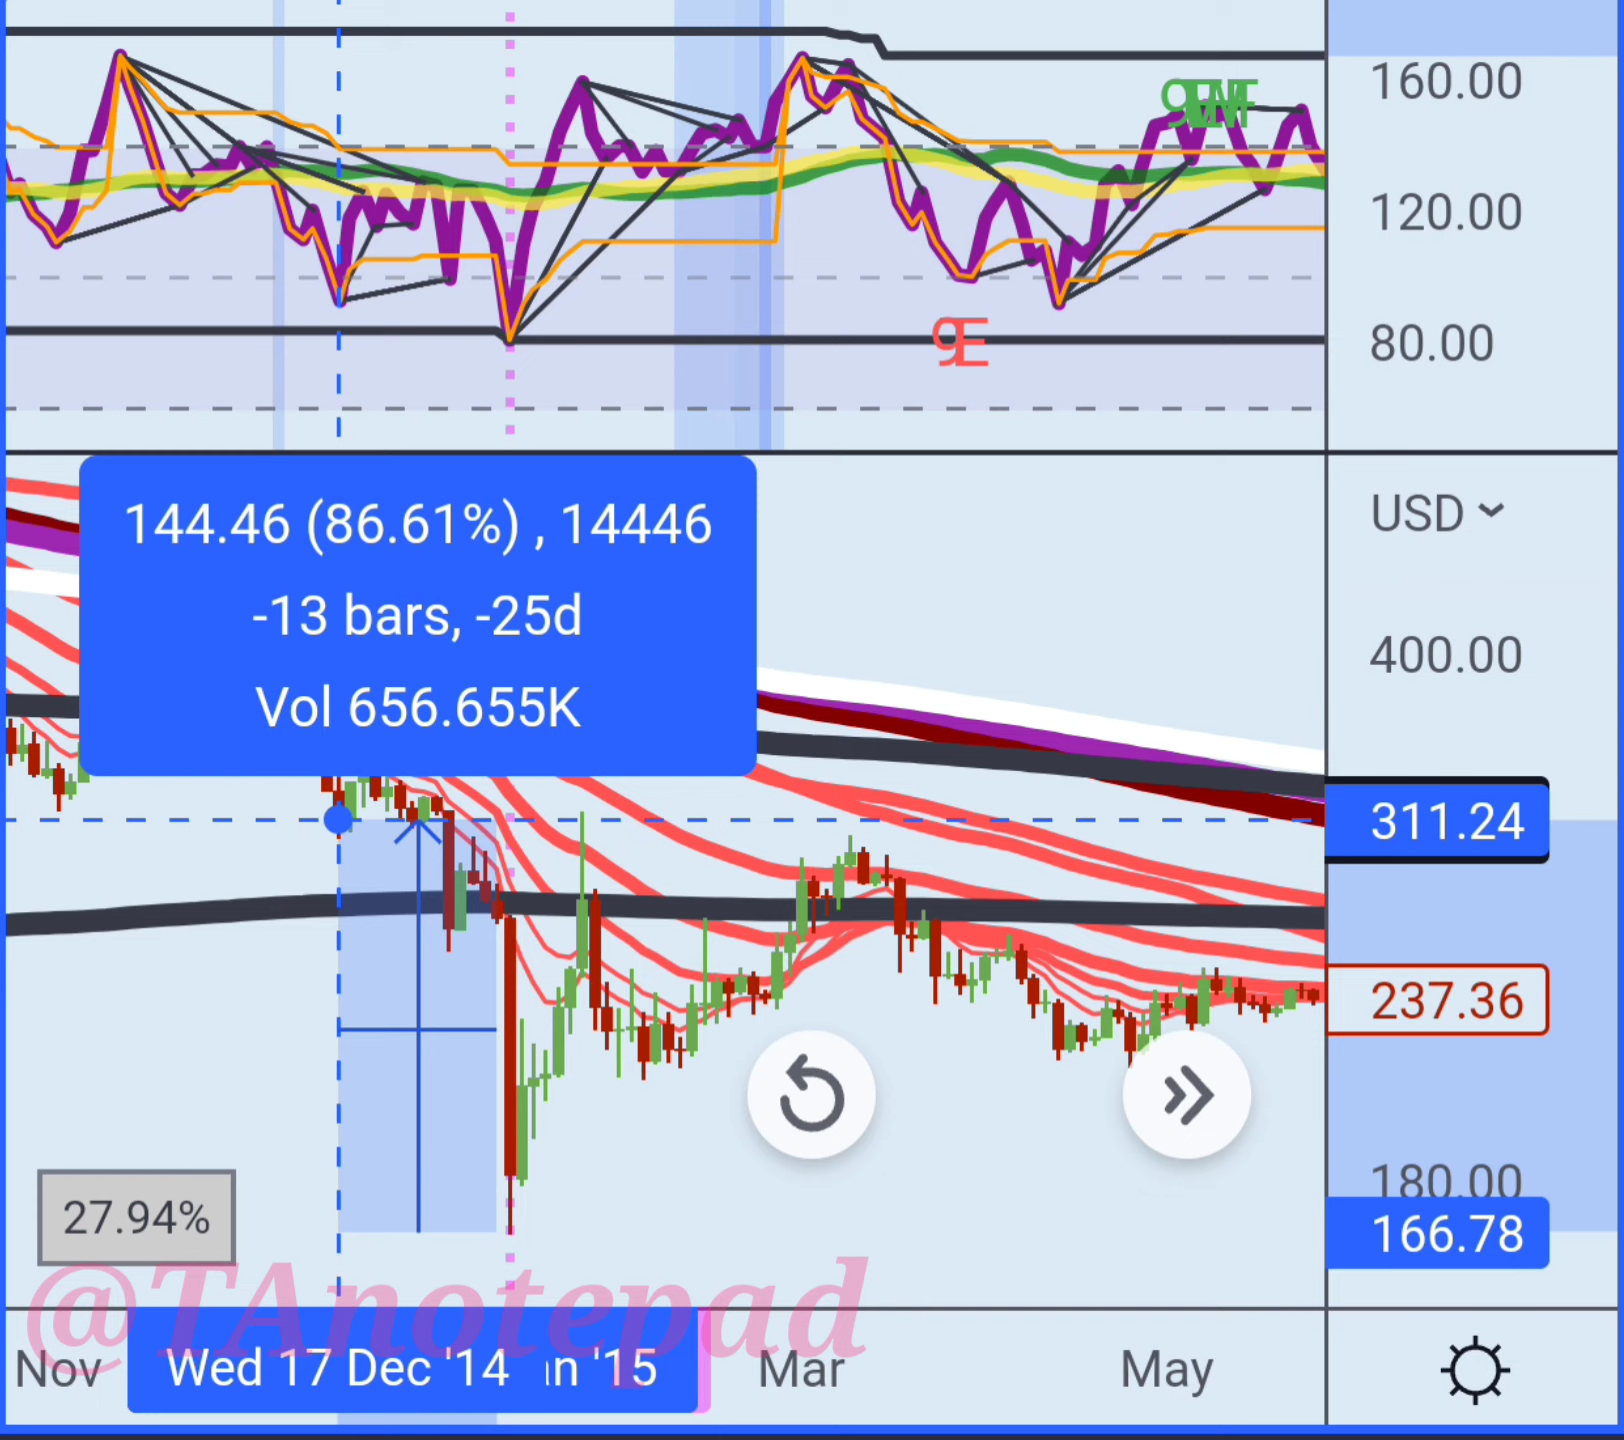 160.00
120.00
9E
80.00
USD
144.46 (86.61%) , 14446
-13 bars, -25d
Vol 656.655K
400.00
311.24
237.36
180.00
166.78
27.94%
@TAnotepad
Nov
Wed 17 Dec '14
n '15
Mar
May